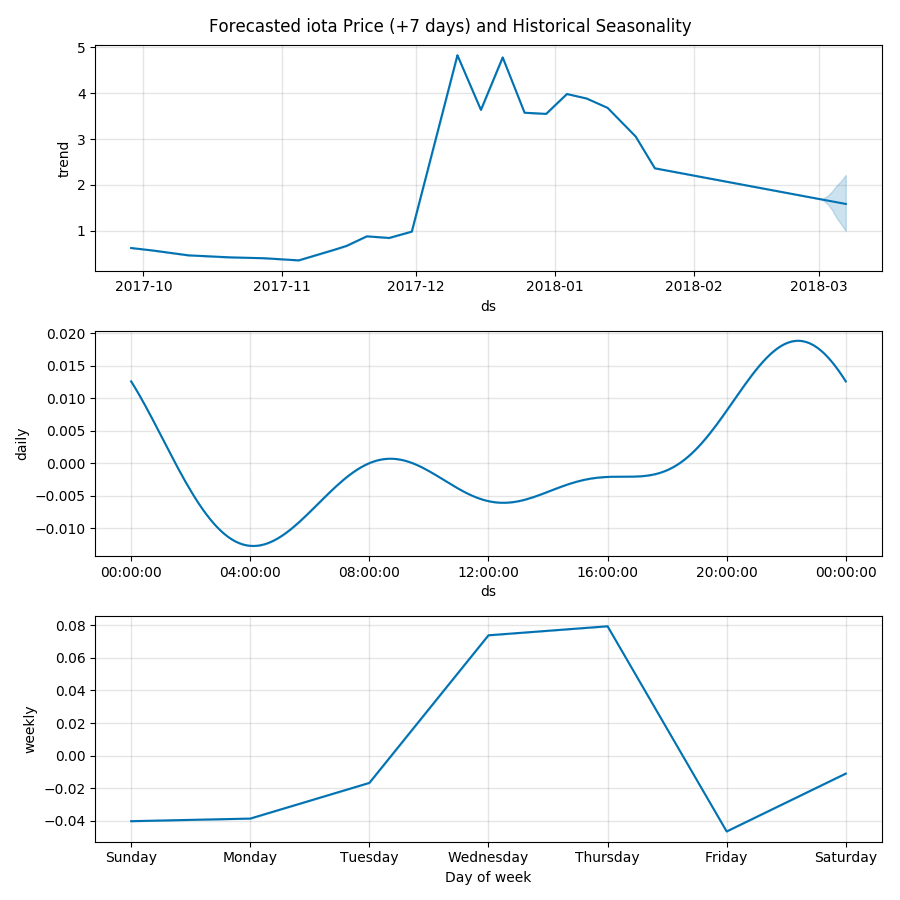 Forecasted iota Price (+7 days) and Historical Seasonality
5
4
3
2
1
trend
2017-10 2017-11 2017-12 2018-01 2018-02 2018-03
ds
0.020
0.015
0.010
0.005
0.000
−0.005
−0.010
daily
00:00:00 04:00:00 08:00:00 12:00:00 16:00:00 20:00:00 00:00:00
ds
0.08
0.06
0.04
0.02
0.00
−0.02
−0.04
weekly
Sunday Monday Tuesday Wednesday Thursday Friday Saturday
Day of week